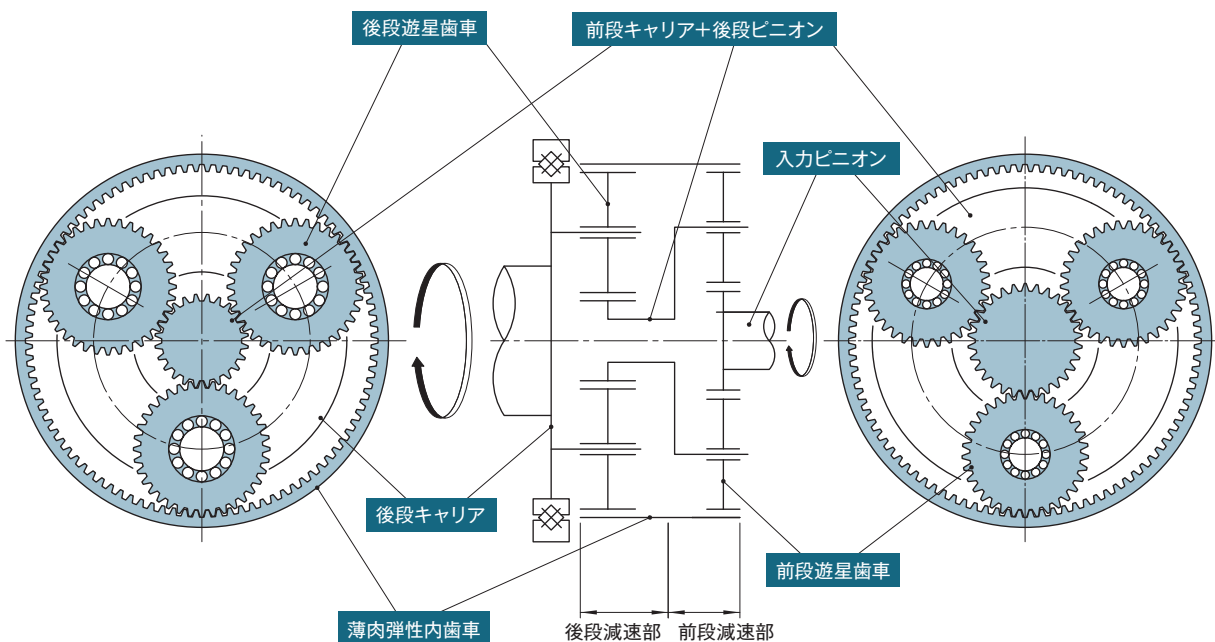 後段遊星歯車
前段キャリア＋後段ピニオン
入力ピニオン
後段キャリア
前段遊星歯車
薄肉弾性内歯車
後段減速部
前段減速部